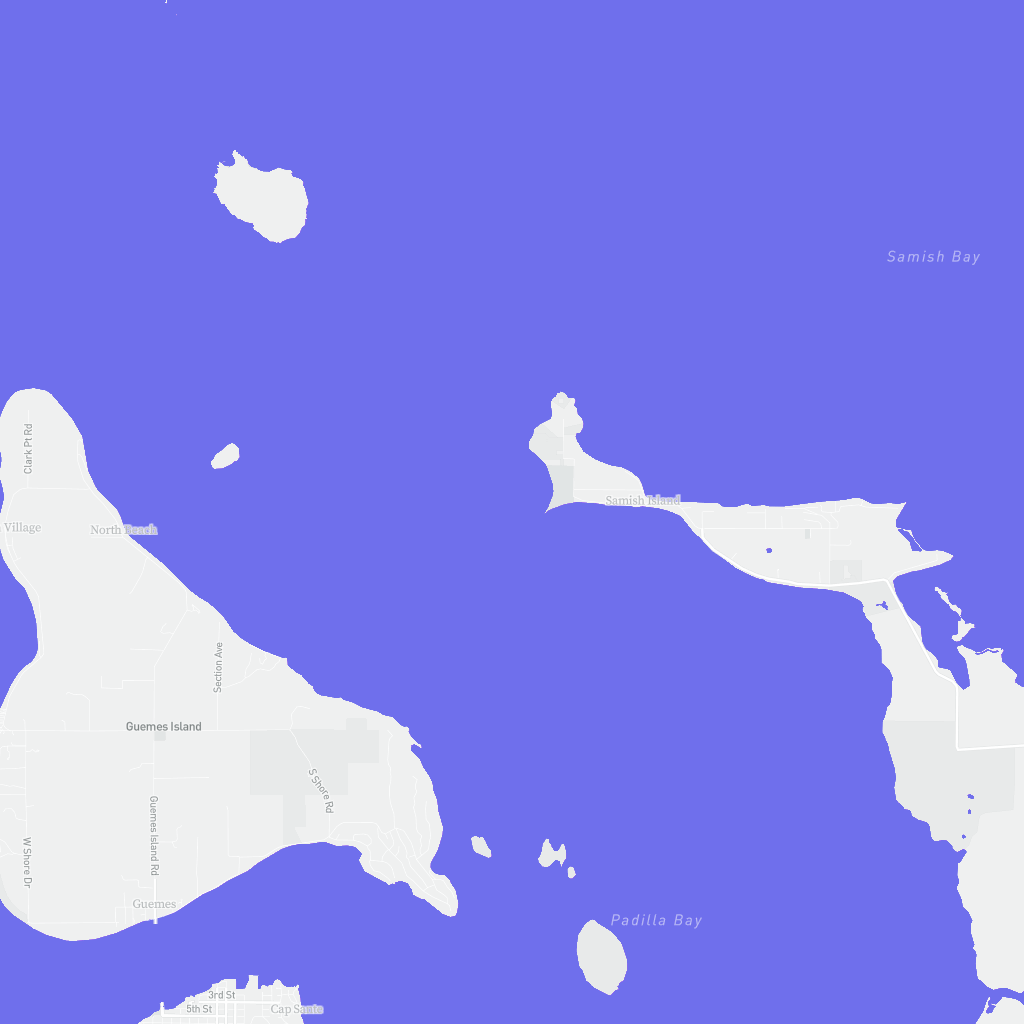 Samish Bay
Clark Pt Rd
Samish Island
Village
North Beach
Section Ave
Guemes Island
S Shore Rd
Guemes Island Rd
W Shore Dr
Guemes
Padilla Bay
3rd St
5th St
Cap Sante